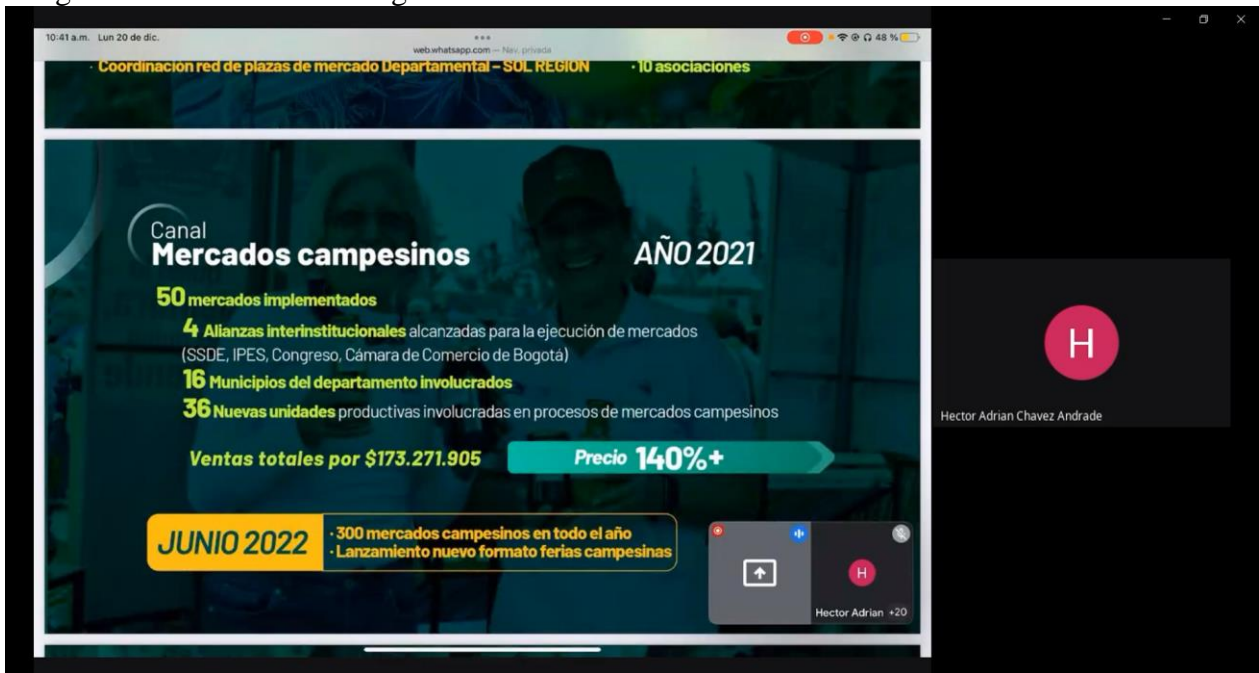 10:41 a.m. Lun 20 de dic.
web.whatsapp.com — Nav. privada
48 %
· Coordinación red de plazas de mercado Departamental – SOL REGIÓN
· 10 asociaciones
Canal
Mercados campesinos
AÑO 2021
50 mercados implementados
4 Alianzas interinstitucionales alcanzadas para la ejecución de mercados
(SSDE, IPES, Congreso, Cámara de Comercio de Bogotá)
16 Municipios del departamento involucrados
36 Nuevas unidades productivas involucradas en procesos de mercados campesinos
Ventas totales por $173.271.905
Precio 140%+
JUNIO 2022
· 300 mercados campesinos en todo el año
· Lanzamiento nuevo formato ferias campesinas
H
Hector Adrian +20
H
Hector Adrian Chavez Andrade